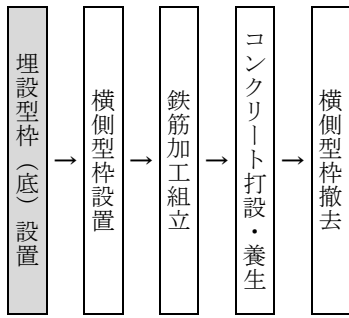 埋設型枠（底）設置
→
横側型枠設置
→
鉄筋加工組立
→
コンクリート打設・養生
→
横側型枠撤去